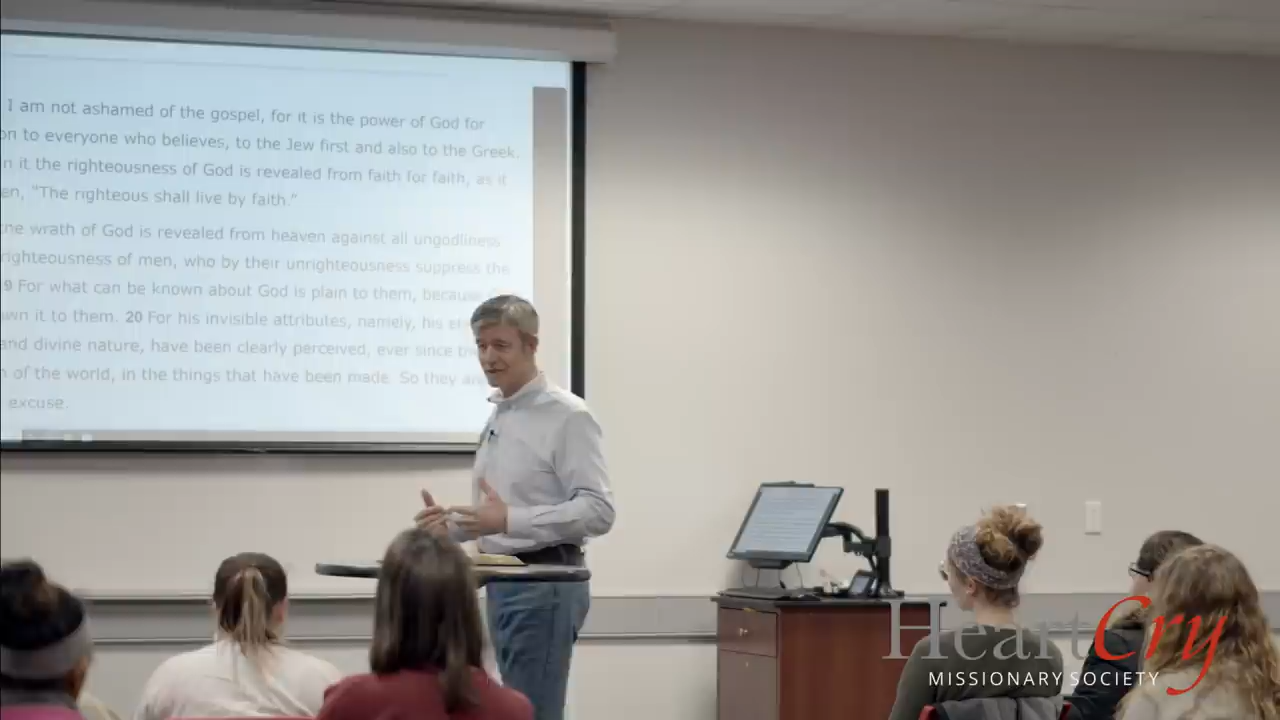 I am not ashamed of the gospel, for it is the power of God for
on to everyone who believes, to the Jew first and also to the Greek.
n it the righteousness of God is revealed from faith for faith, as it
en, "The righteous shall live by faith."
he wrath of God is revealed from heaven against all ungodliness
righteousness of men, who by their unrighteousness suppress the
9 For what can be known about God is plain to them, becau
wn it to them. 20 For his invisible attributes, namely, his e
and divine nature, have been clearly perceived, ever since th
n of the world, in the things that have been made. So they are
excuse.
HeartCry
MISSIONARY SOCIETY